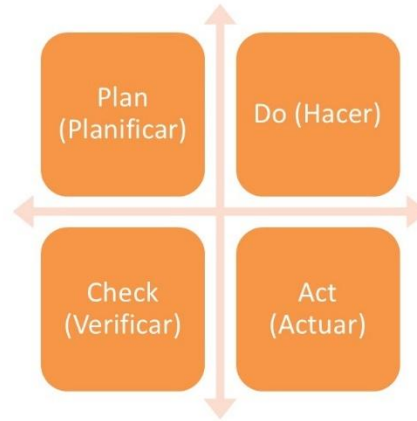 Plan
(Planificar)
Do (Hacer)
Check
(Verificar)
Act
(Actuar)